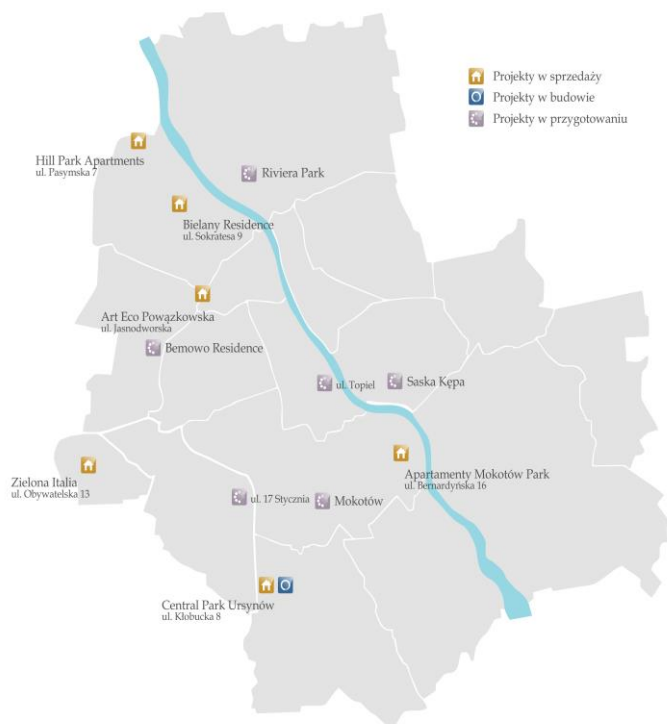 Projekty w sprzedaży
Projekty w budowie
Projekty w przygotowaniu
Hill Park Apartments
ul. Pasymska 7
Riviera Park
Bielany Residence
ul. Sokratesa 9
Art Eco Powązkowska
ul. Jasnodworska
Bemowo Residence
ul. Topiel
Saska Kępa
Zielona Italia
ul. Obywatelska 13
Apartamenty Mokotów Park
ul. Bernardyńska 16
ul. 17 Stycznia
Mokotów
Central Park Ursynów
ul. Kłobucka 8